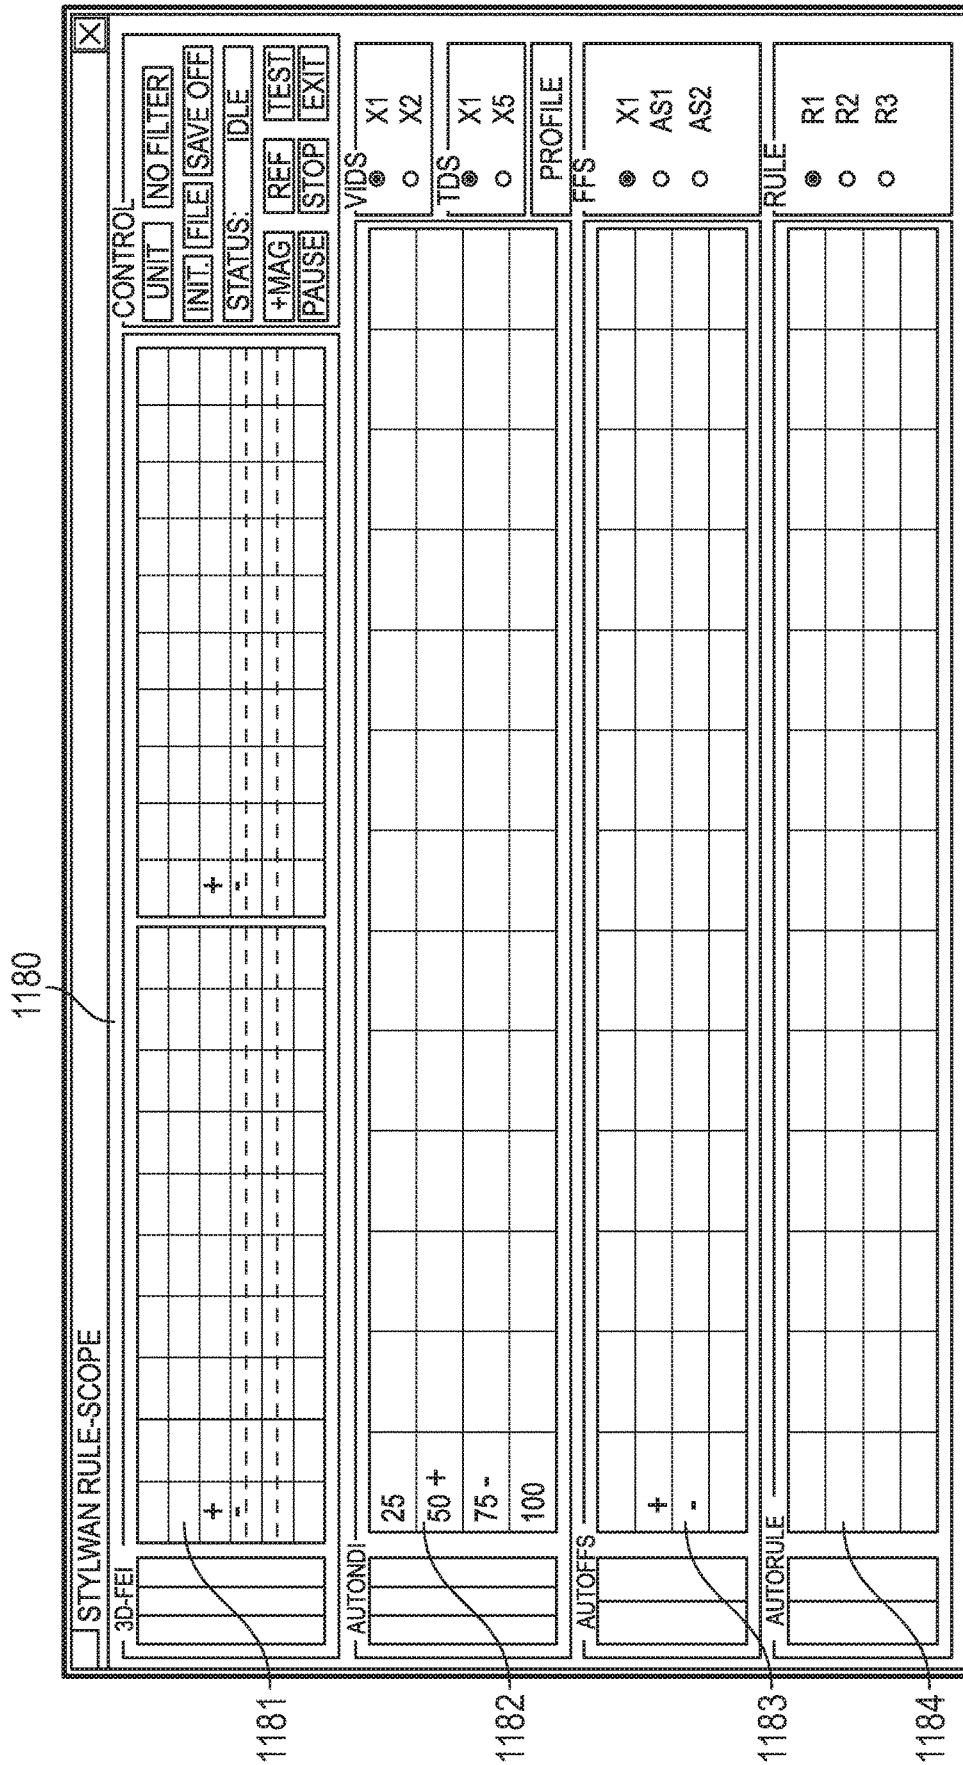 1180
STYLWAN RULE-SCOPE
X
3D-FEI
+
-
+
-
CONTROL
UNIT NO FILTER
INIT. FILE SAVE OFF
STATUS: IDLE
+MAG REF TEST
PAUSE STOP EXIT
1181
AUTONDI
25
50 +
75 -
100
VIDS
X1
X2
TDS
X1
X5
PROFILE
1182
AUTOFFS
+
-
FFS
X1
AS1
AS2
1183
AUTORULE
RULE
R1
R2
R3
1184